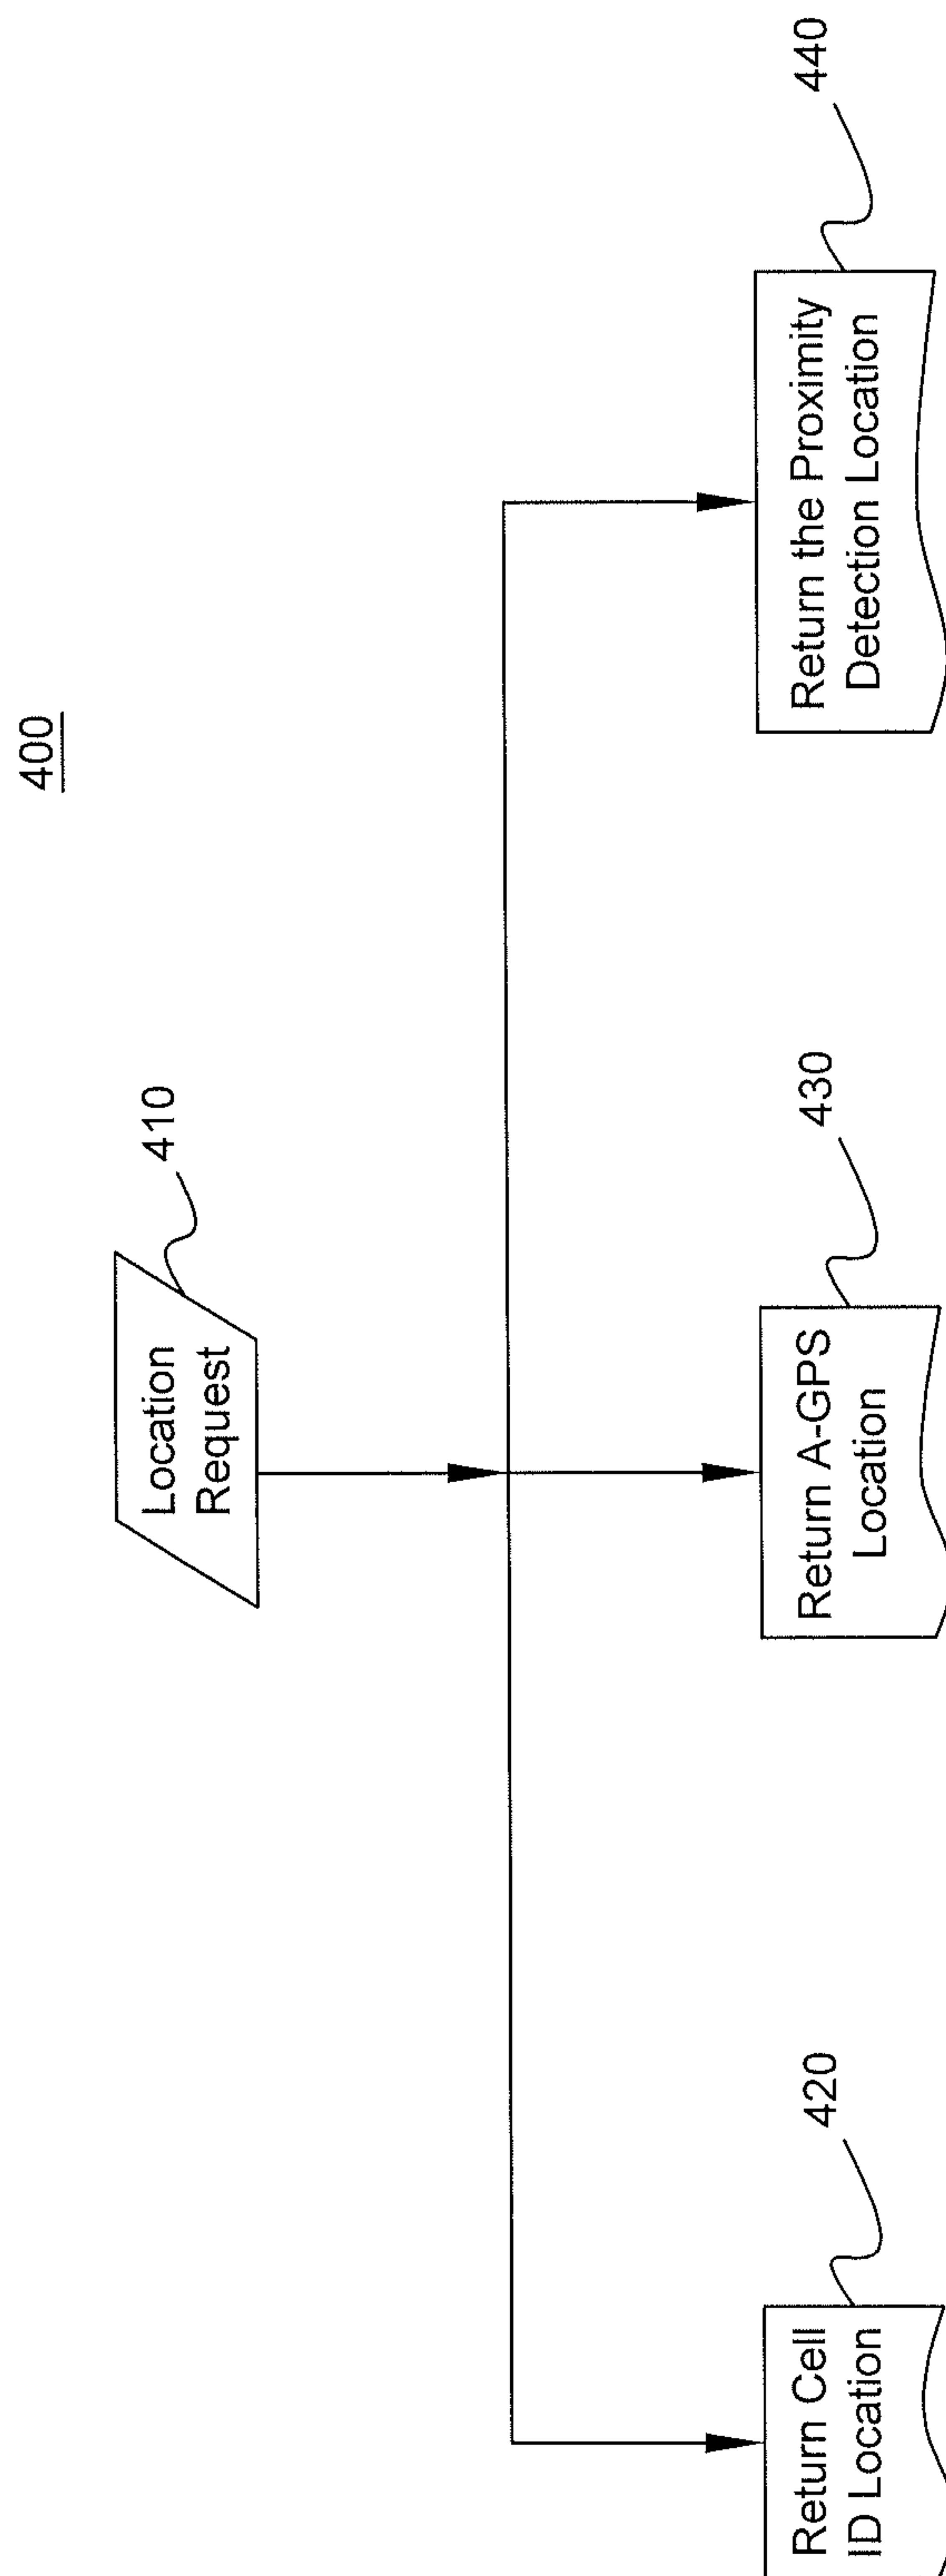 400
Location
Request
410
Return Cell
ID Location
420
Return A-GPS
Location
430
Return the Proximity
Detection Location
440